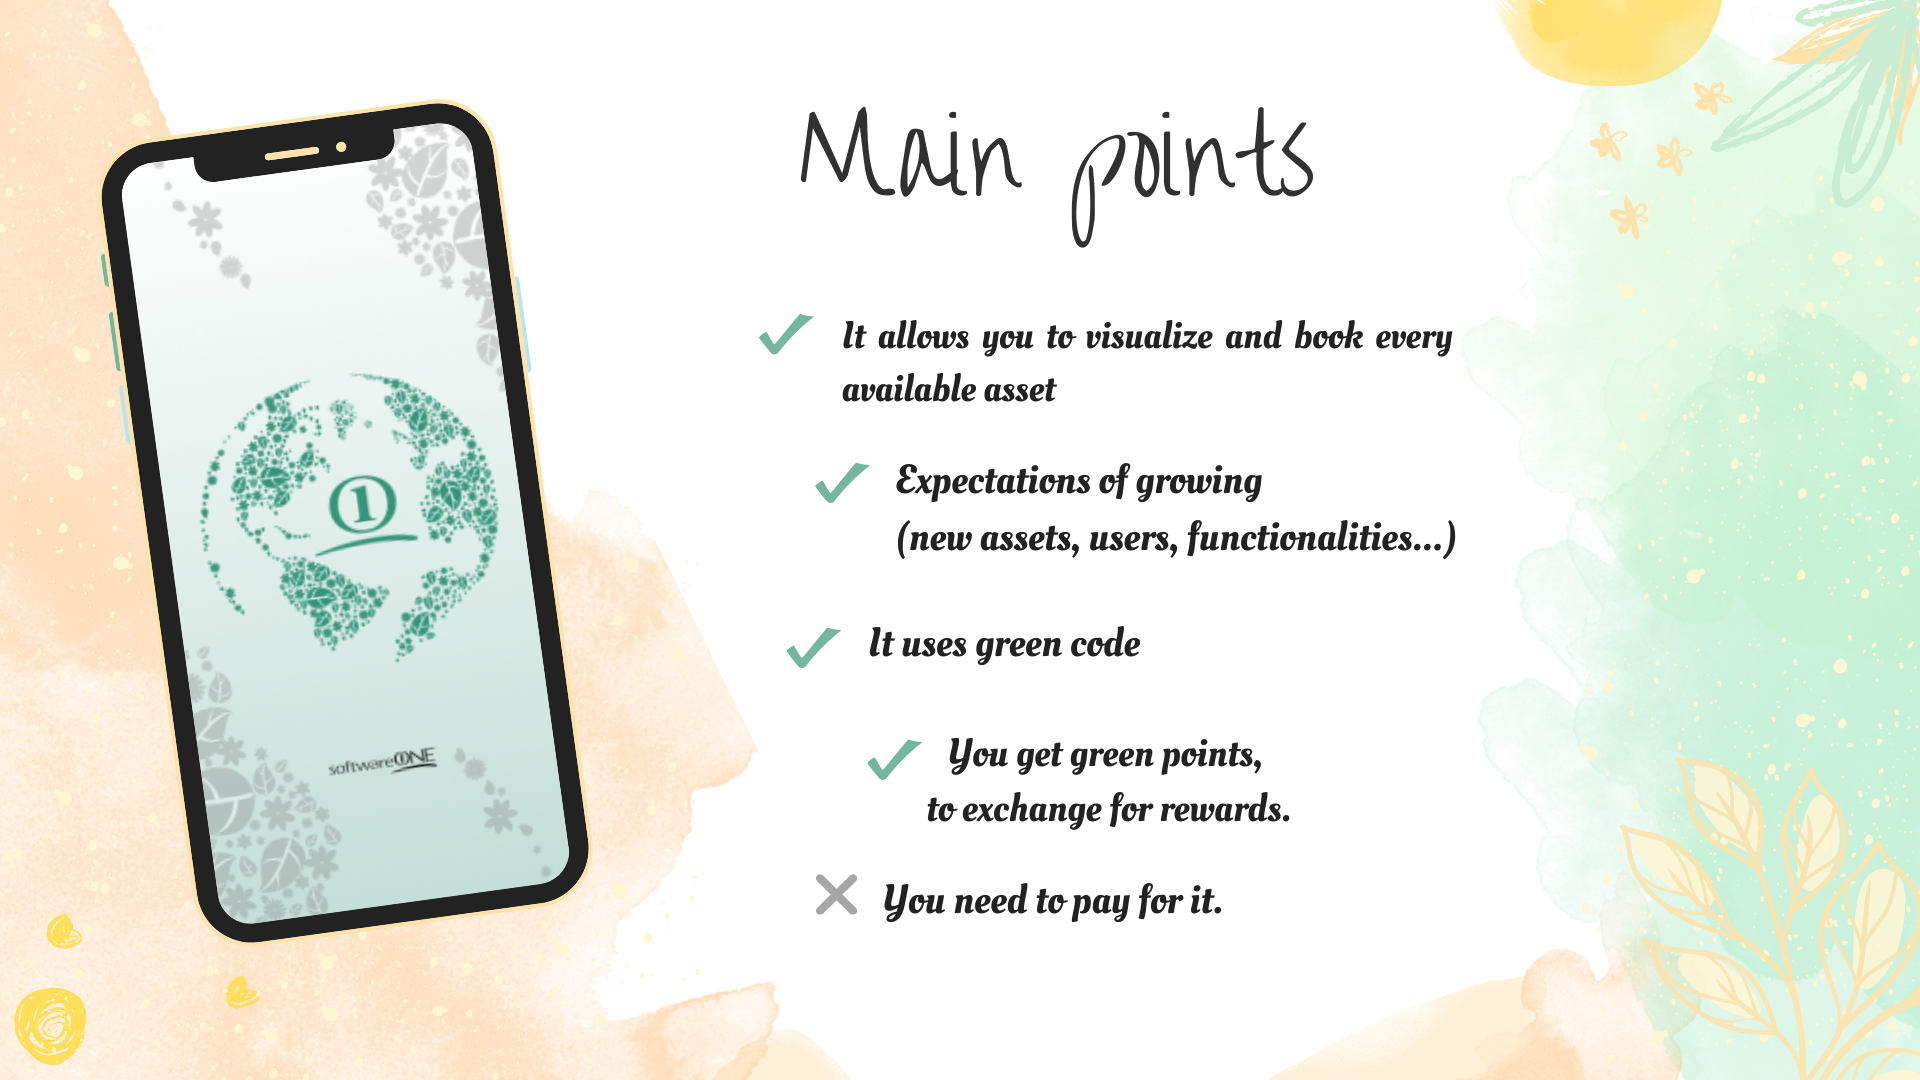 Main points
It allows you to visualize and book every
available asset
Expectations of growing
(new assets, users, functionalities...)
It uses green code
You get green points,
to exchange for rewards.
You need to pay for it.
1
softwareONE